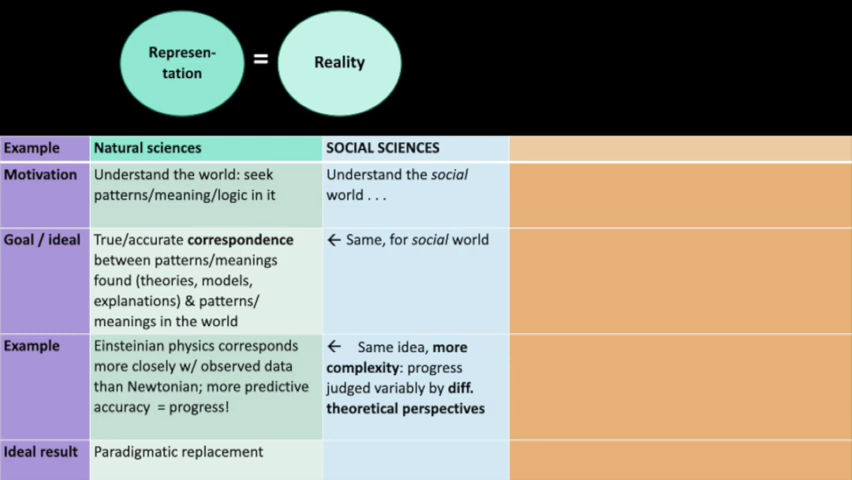 Represen-
tation
=
Reality
Example
Natural sciences
SOCIAL SCIENCES
Motivation
Understand the world: seek
patterns/meaning/logic in it
Understand the social
world . . .
Goal / ideal
True/accurate correspondence
between patterns/meanings
found (theories, models,
explanations) & patterns/
meanings in the world
← Same, for social world
Example
Einsteinian physics corresponds
more closely w/ observed data
than Newtonian; more predictive
accuracy = progress!
← Same idea, more
complexity: progress
judged variably by diff.
theoretical perspectives
Ideal result
Paradigmatic replacement